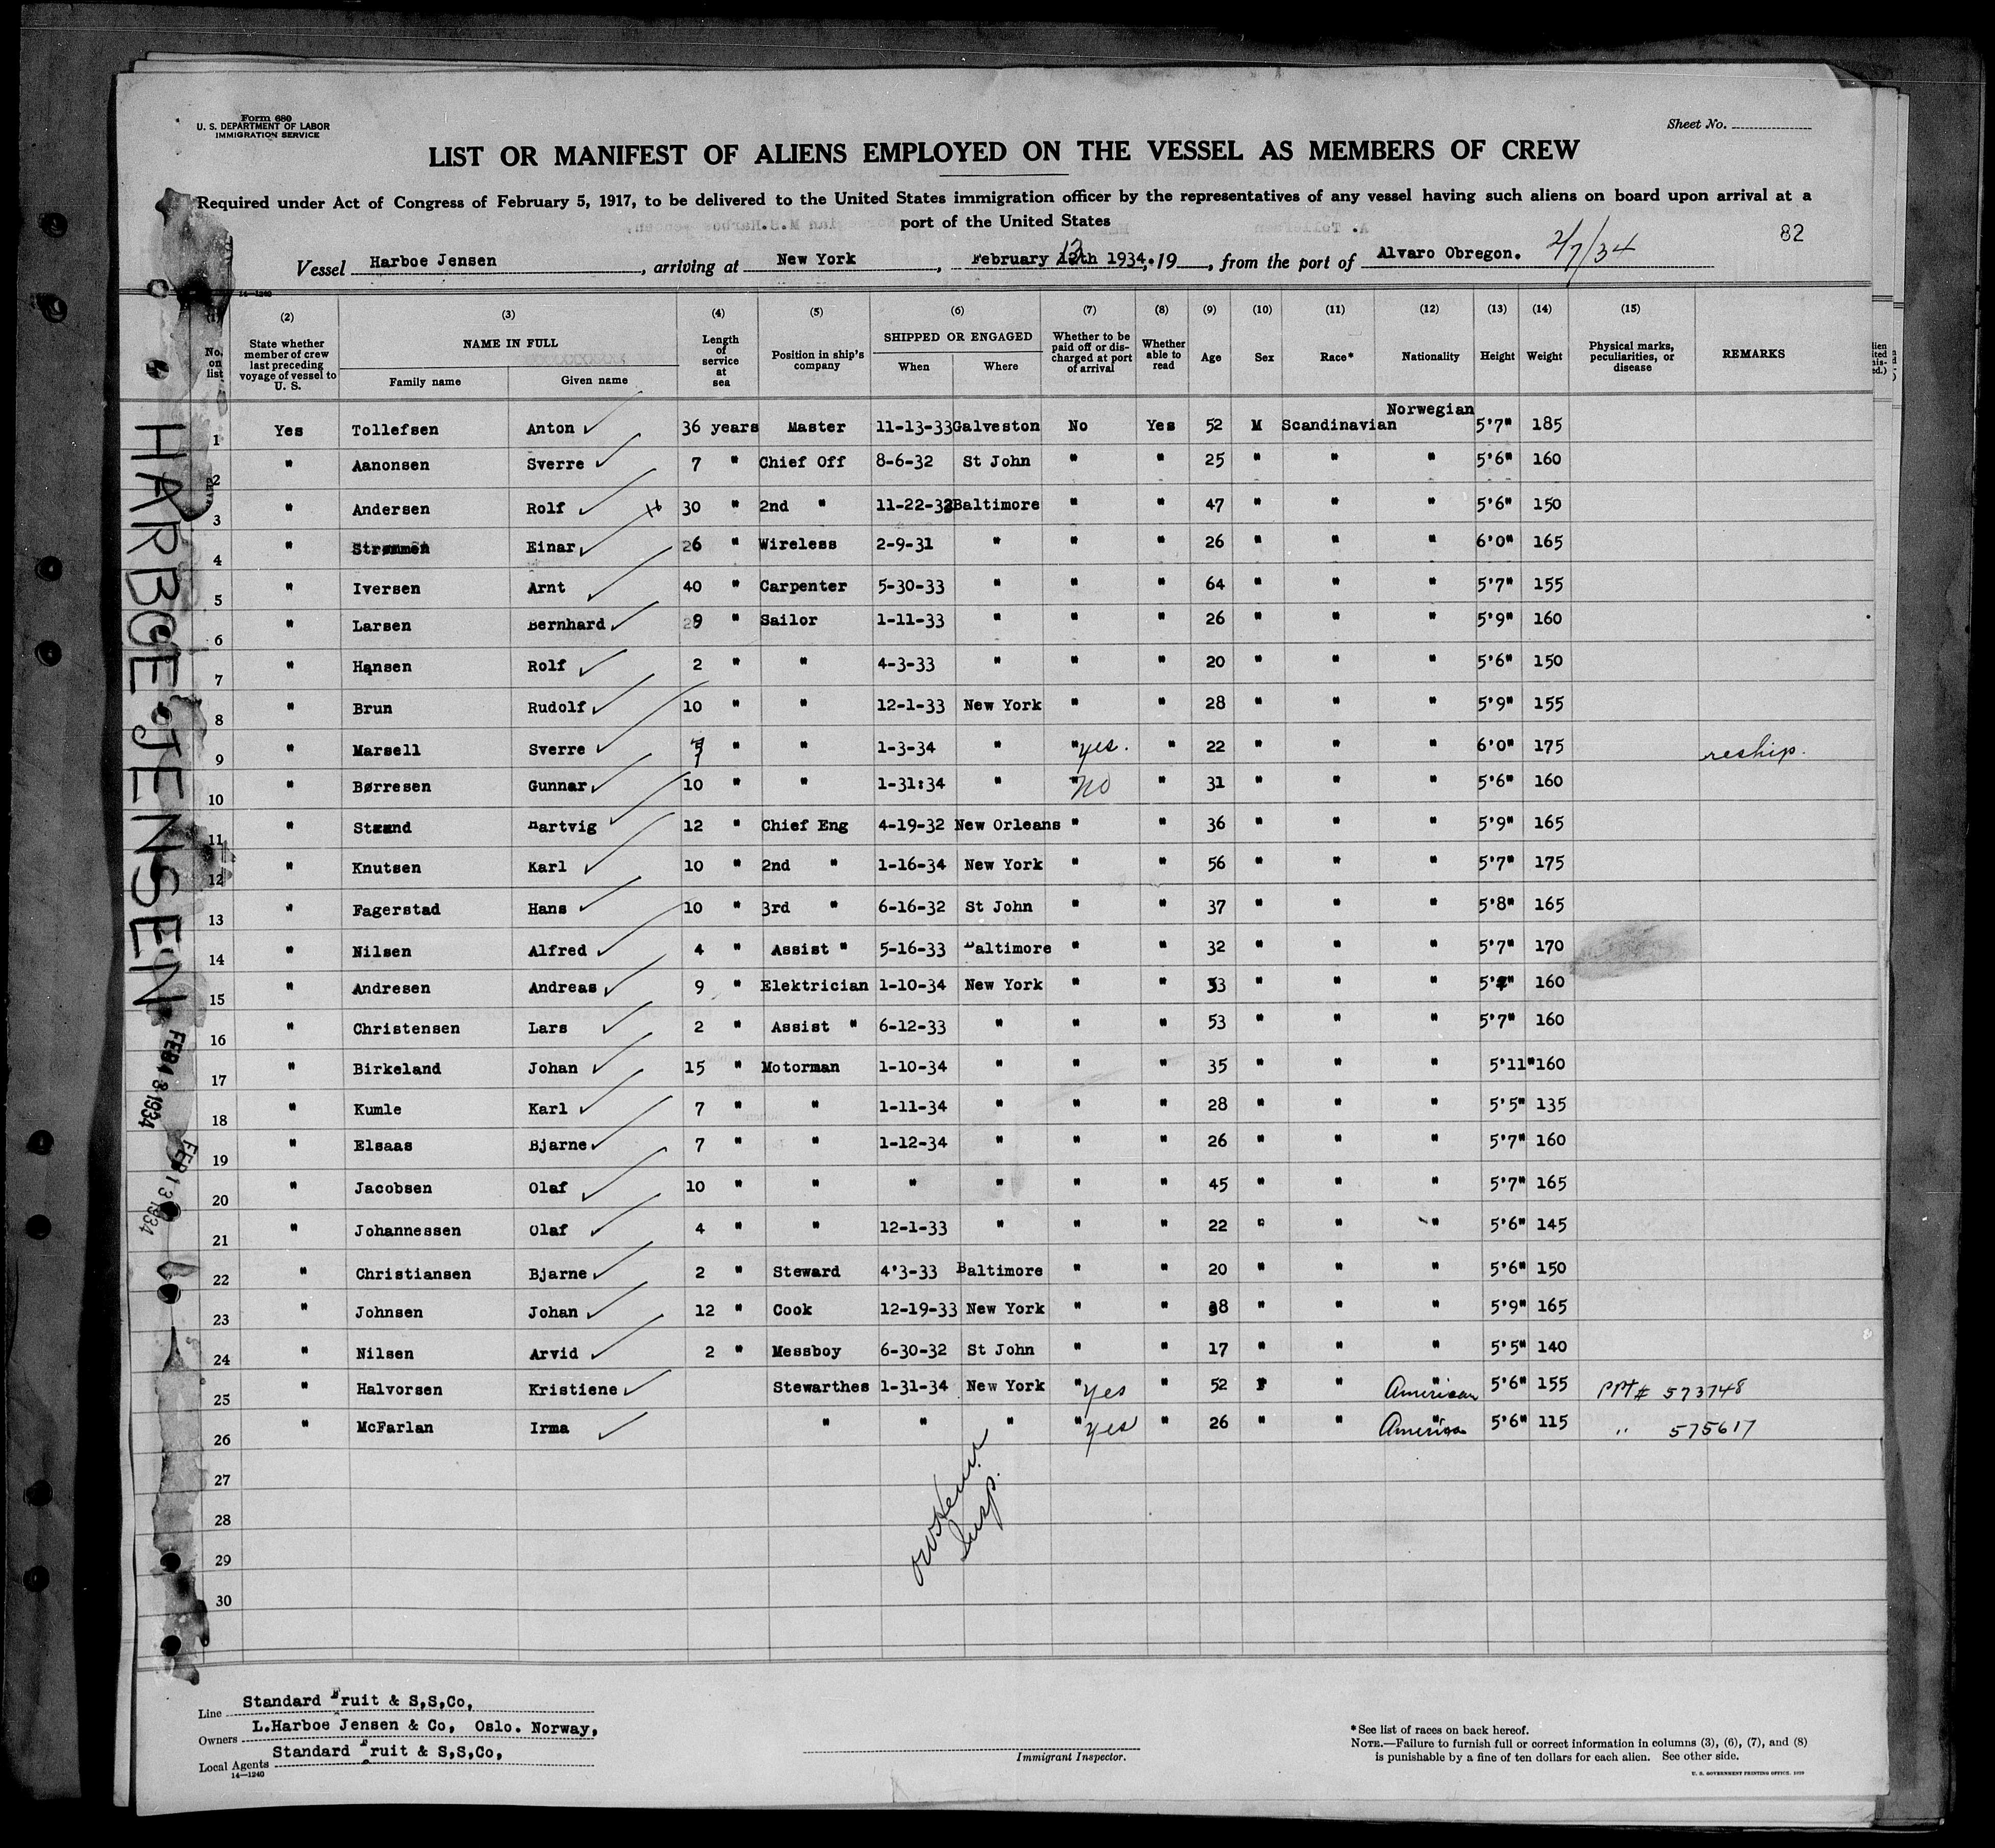 Form 680
U. S. DEPARTMENT OF LABOR
IMMIGRATION SERVICE
Sheet No.
LIST OR MANIFEST OF ALIENS EMPLOYED ON THE VESSEL AS MEMBERS OF CREW
Required under Act of Congress of February 5, 1917, to be delivered to the United States immigration officer by the representatives of any vessel having such aliens on board upon arrival at a
port of the United States
82
Vessel Harboe Jensen, arriving at New York, February 13th 1934, 19, from the port of Alvaro Obregon. 2/7/34
14—1240
(1) (2) (3) (4) (5) (6) (7) (8) (9) (10) (11) (12) (13) (14) (15)
No. on list State whether member of crew last preceding voyage of vessel to U. S. NAME IN FULL Family name Given name Length of service at sea Position in ship's company SHIPPED OR ENGAGED When Where Whether to be paid off or discharged at port of arrival Whether able to read Age Sex Race* Nationality Height Weight Physical marks, peculiarities, or disease REMARKS
1 Yes Tollefsen Anton 36 years Master 11-13-33 Galveston No Yes 52 M Scandinavian Norwegian 5'7" 185
2 " Aanonsen Sverre 7 " Chief Off 8-6-32 St John " " 25 " " " 5'6" 160
3 " Andersen Rolf 30 " 2nd " 11-22-32 Baltimore " " 47 " " " 5'6" 150
4 " Strømmen Einar 6 " Wireless 2-9-31 " " " 26 " " " 6'0" 165
5 " Iversen Arnt 40 " Carpenter 5-30-33 " " " 64 " " " 5'7" 155
6 " Larsen Bernhard 9 " Sailor 1-11-33 " " " 26 " " " 5'9" 160
7 " Hansen Rolf 2 " " 4-3-33 " " " 20 " " " 5'6" 150
8 " Brun Rudolf 10 " " 12-1-33 New York " " 28 " " " 5'9" 155
9 " Marsell Sverre " " 1-3-34 " " yes. " 22 " " " 6'0" 175 reship.
10 " Børresen Gunnar 10 " " 1-31:34 " " no " 31 " " " 5'6" 160
11 " Strand Hartvig 12 " Chief Eng 4-19-32 New Orleans " " 36 " " " 5'9" 165
12 " Knutsen Karl 10 " 2nd " 1-16-34 New York " " 56 " " " 5'7" 175
13 " Fagerstad Hans 10 " 3rd " 6-16-32 St John " " 37 " " " 5'8" 165
14 " Nilsen Alfred 4 " Assist " 5-16-33 Baltimore " " 32 " " " 5'7" 170
15 " Andresen Andreas 9 " Elektrician 1-10-34 New York " " 33 " " " 160
16 " Christensen Lars 2 " Assist " 6-12-33 " " " 53 " " " 5'7" 160
17 " Birkeland Johan 15 " Motorman 1-10-34 " " " 35 " " " 5'11" 160
18 " Kumle Karl 7 " " 1-11-34 " " " 28 " " " 5'5" 135
19 " Elsaas Bjarne 7 " " 1-12-34 " " " 26 " " " 5'7" 160
20 " Jacobsen Olaf 10 " " " " " " 45 " " " 5'7" 165
21 " Johannessen Olaf 4 " " 12-1-33 " " " 22 " " " 5'6" 145
22 " Christiansen Bjarne 2 " Steward 4'3-33 Baltimore " " 20 " " " 5'6" 150
23 " Johnsen Johan 12 " Cook 12-19-33 New York " " 38 " " " 5'9" 165
24 " Nilsen Arvid 2 " Messboy 6-30-32 St John " " 17 " " " 5'5" 140
25 " Halvorsen Kristiene Stewarthes 1-31-34 New York " yes " 52 F " " American 5'6" 155 PPt # 573748
26 " McFarlan Irma " " " " yes " 26 " " " American 5'6" 115 " 575617
27
28
29
30
Insp.
HARBOE JENSEN
FEB 13 1934
FEB 13 1934
Line Standard Fruit & S,S,Co,
Owners L.Harboe Jensen & Co, Oslo. Norway,
Local Agents Standard Fruit & S,S,Co,
14—1240
Immigrant Inspector.
*See list of races on back hereof.
NOTE.—Failure to furnish full or correct information in columns (3), (6), (7), and (8)
is punishable by a fine of ten dollars for each alien. See other side.
U. S. GOVERNMENT PRINTING OFFICE. 1929